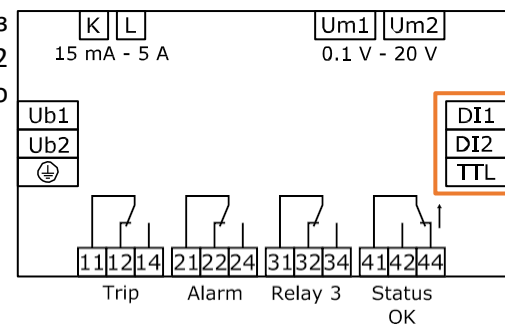 K L Um1 Um2
15 mA - 5 A 0.1 V - 20 V
Ub1 DI1
Ub2 DI2
TTL
11 12 14 21 22 24 31 32 34 41 42 44
Trip Alarm Relay 3 Status
OK